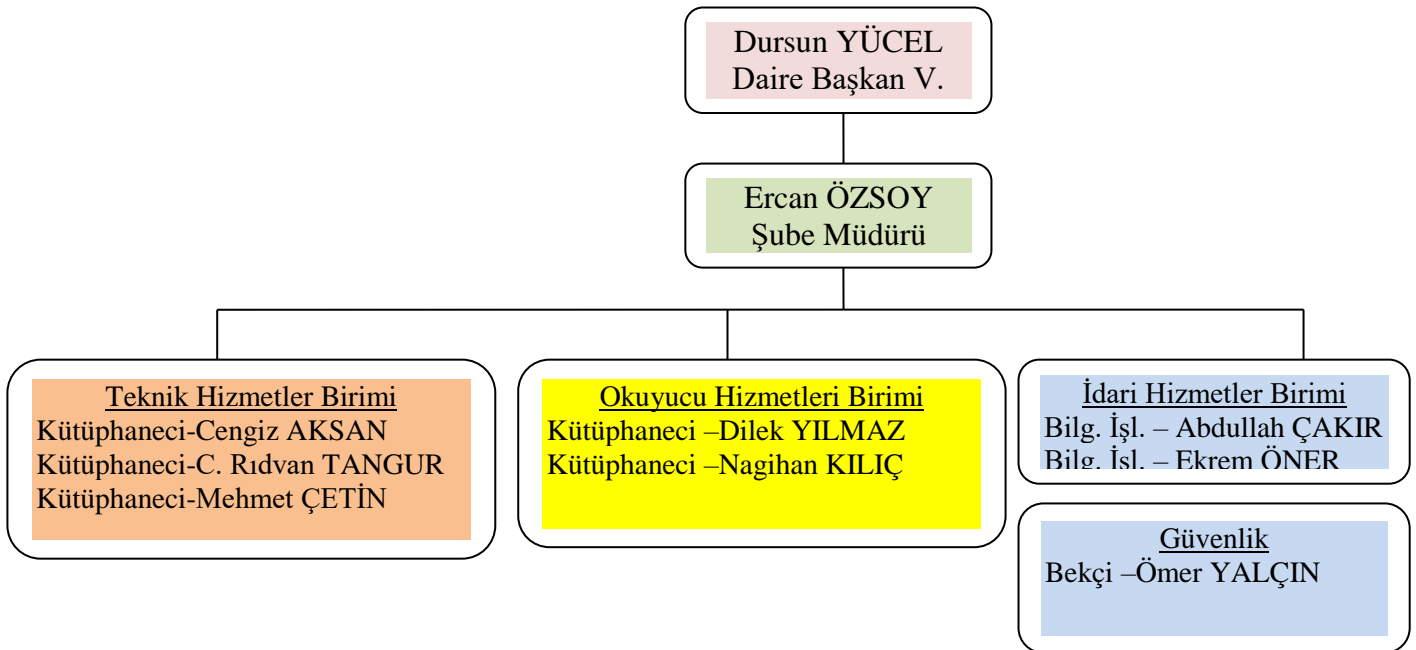 Dursun YÜCEL
Daire Başkan V.
Ercan ÖZSOY
Şube Müdürü
Teknik Hizmetler Birimi
Kütüphaneci-Cengiz AKSAN
Kütüphaneci-C. Rıdvan TANGUR
Kütüphaneci-Mehmet ÇETİN
Okuyucu Hizmetleri Birimi
Kütüphaneci –Dilek YILMAZ
Kütüphaneci –Nagihan KILIÇ
İdari Hizmetler Birimi
Bilg. İşl. – Abdullah ÇAKIR
Bilg. İşl. – Ekrem ÖNER
Güvenlik
Bekçi –Ömer YALÇIN